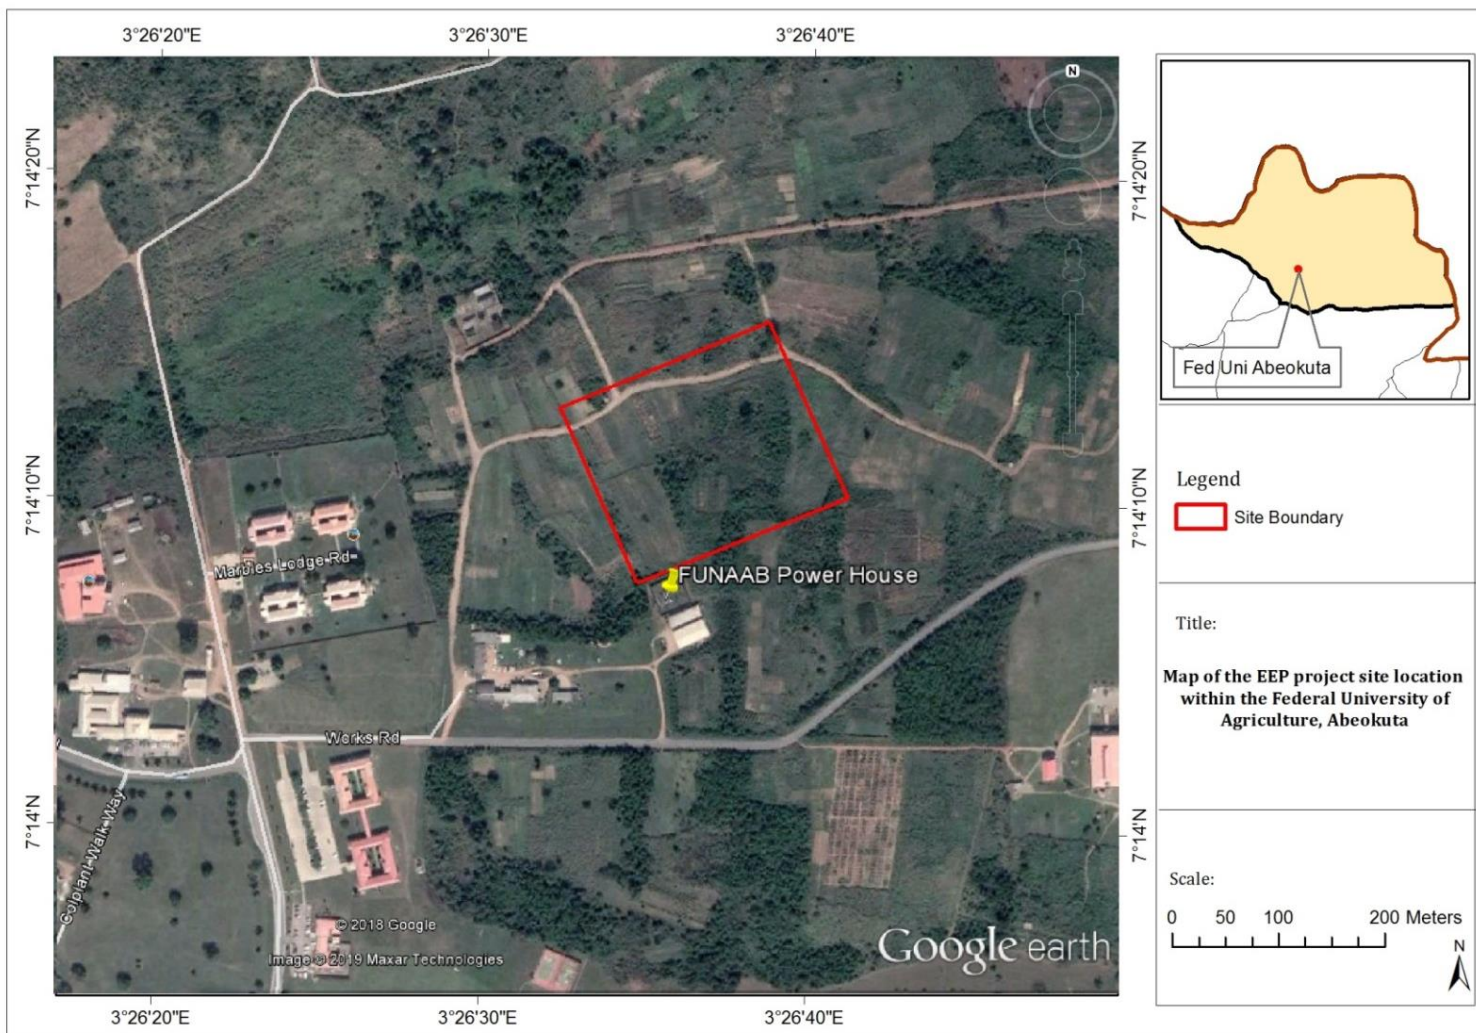 3°26'20"E
3°26'30"E
3°26'40"E
7°14'20"N
7°14'10"N
7°14'N
7°14'20"N
7°14'10"N
7°14'N
N
Marbles Lodge Rd
FUNAAB Power House
Works Rd
Colplant Walk Way
© 2018 Google
Image © 2019 Maxar Technologies
Google earth
3°26'20"E
3°26'30"E
3°26'40"E
Fed Uni Abeokuta
Legend
Site Boundary
Title:
Map of the EEP project site location
within the Federal University of
Agriculture, Abeokuta
Scale:
0 50 100 200 Meters
N